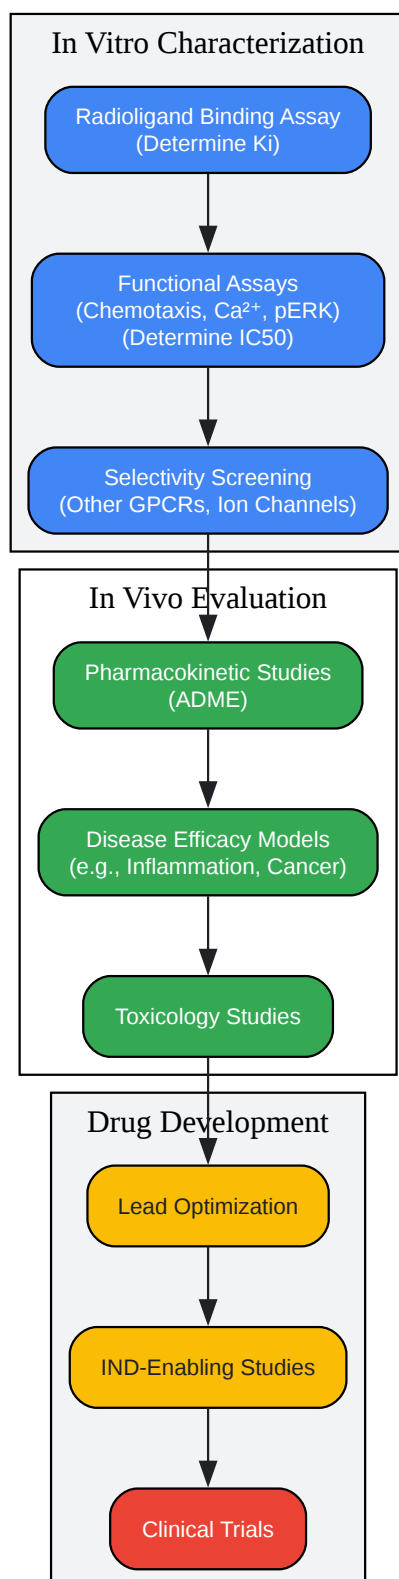 In Vitro Characterization
Radioligand Binding Assay
(Determine Ki)
Functional Assays
(Chemotaxis, Ca²⁺, pERK)
(Determine IC50)
Selectivity Screening
(Other GPCRs, Ion Channels)
In Vivo Evaluation
Pharmacokinetic Studies
(ADME)
Disease Efficacy Models
(e.g., Inflammation, Cancer)
Toxicology Studies
Drug Development
Lead Optimization
IND-Enabling Studies
Clinical Trials